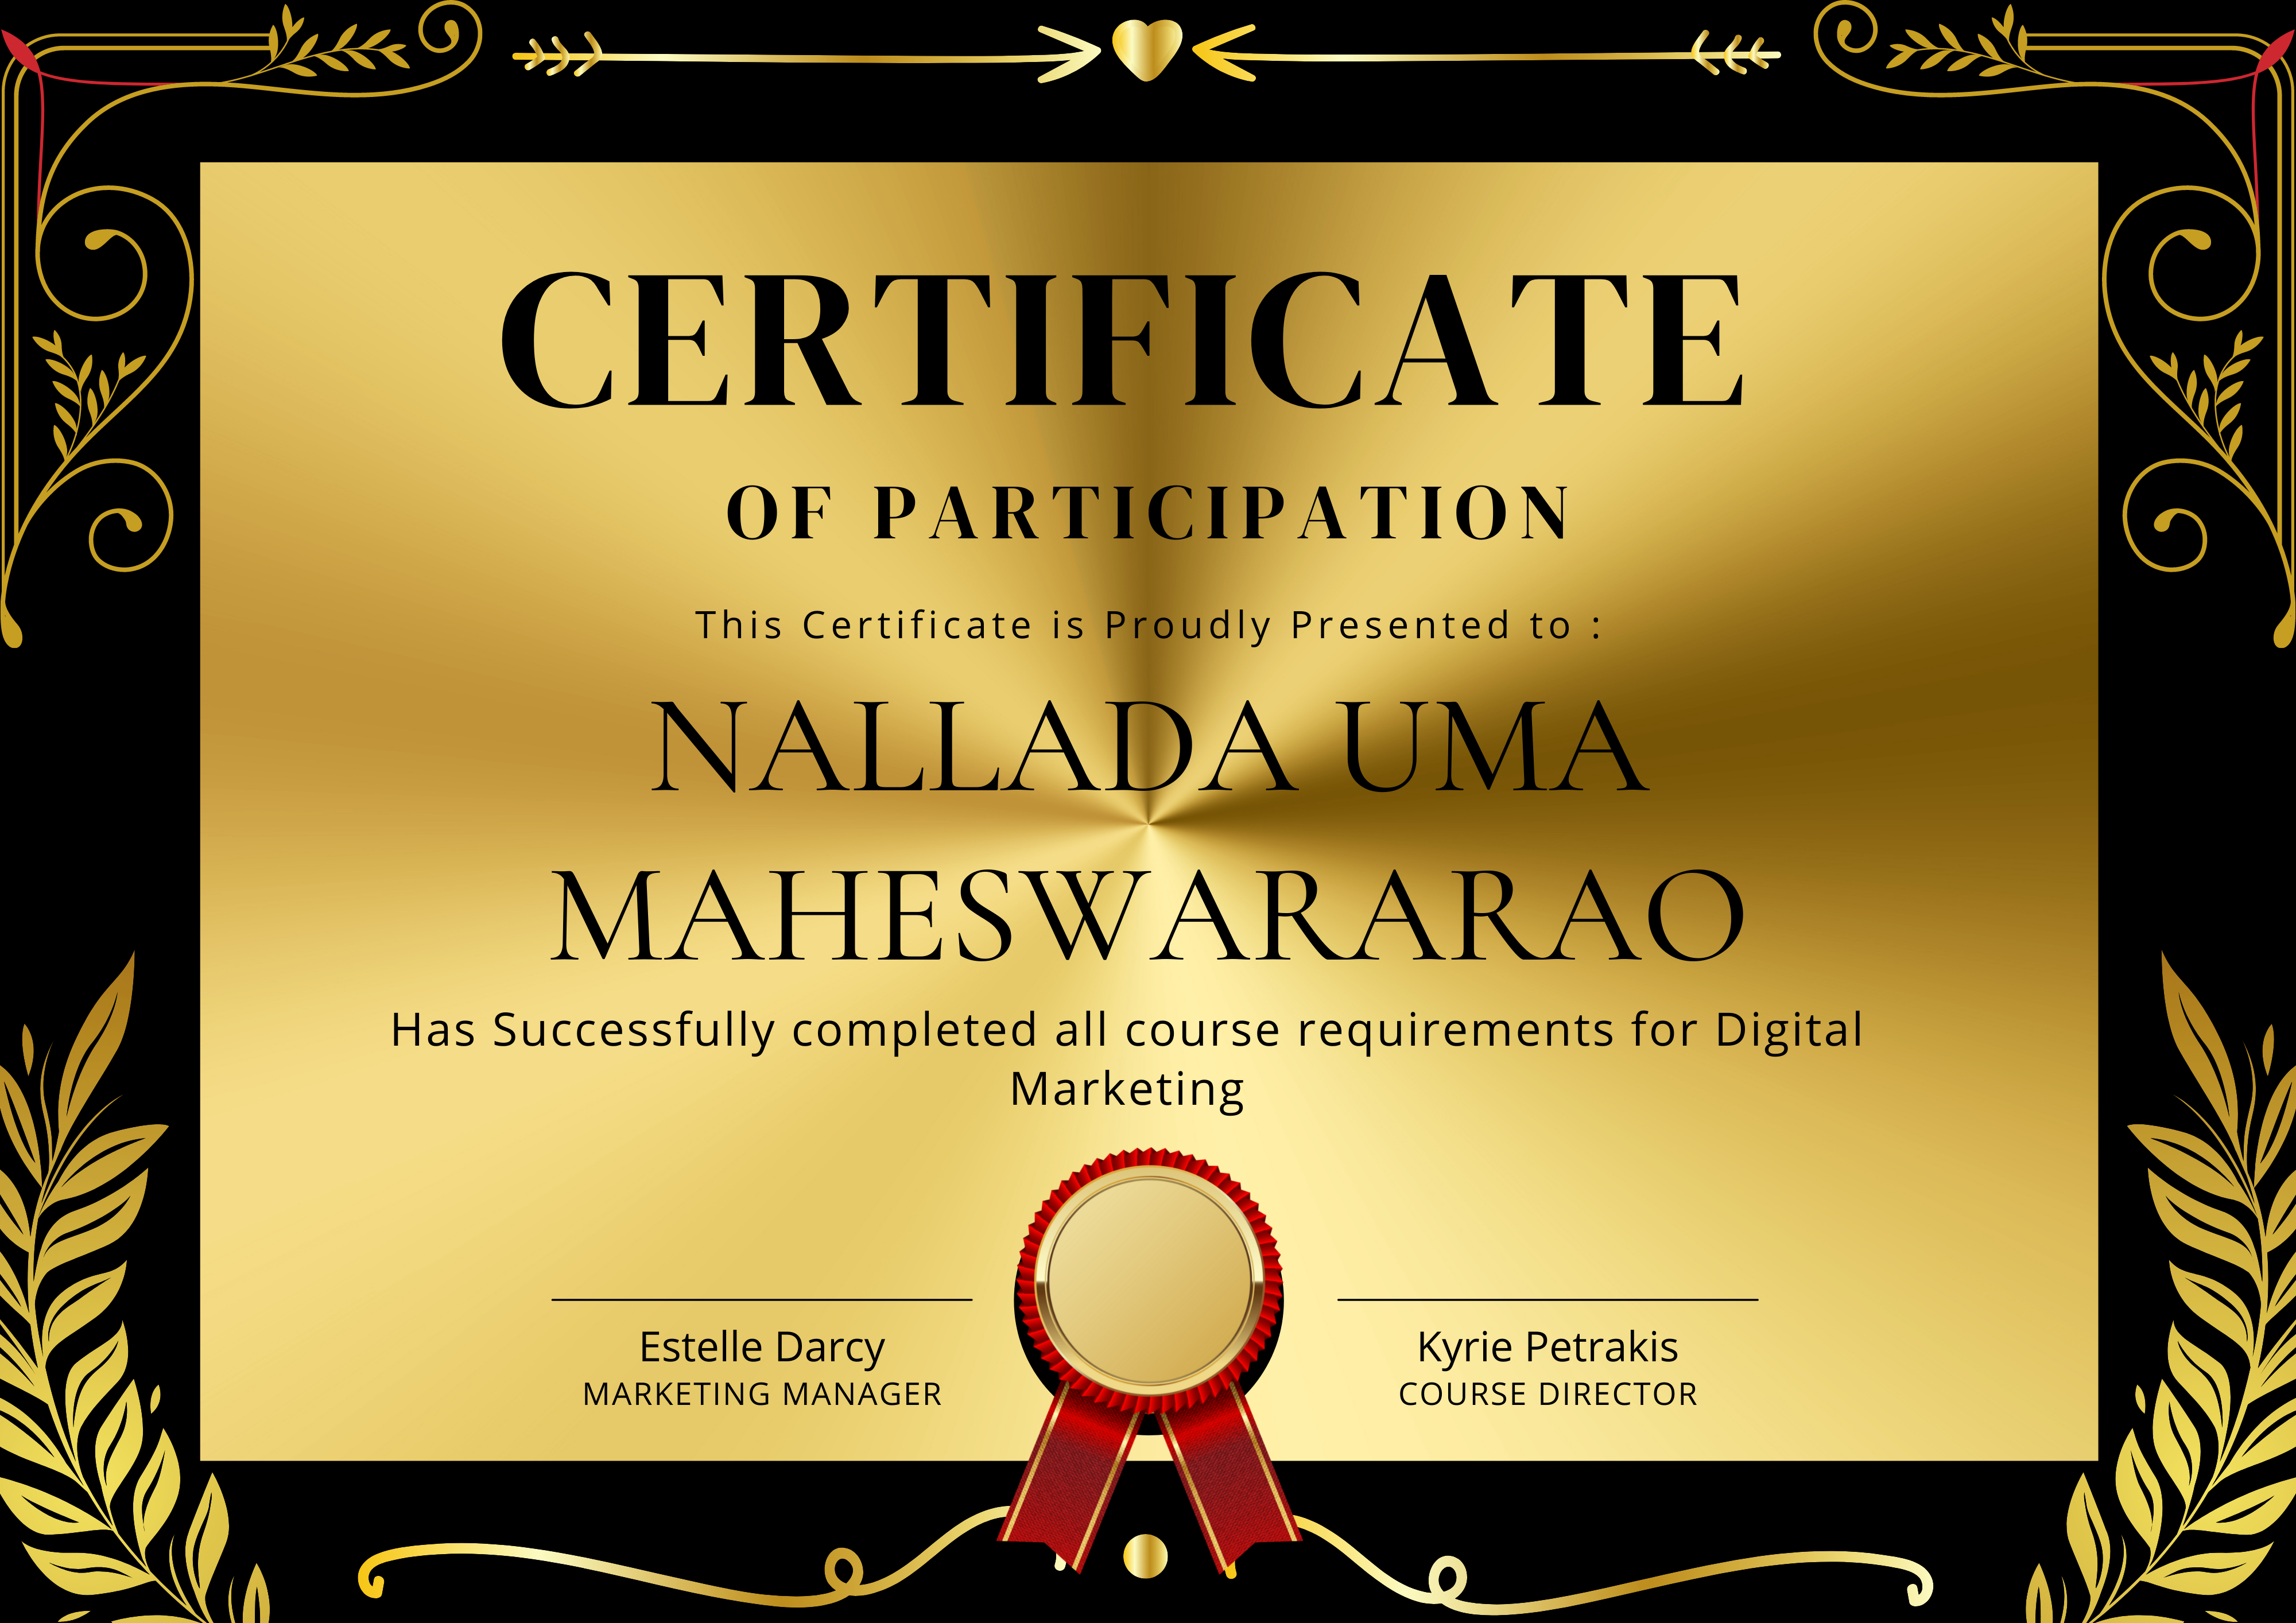 CERTIFICATE
OF PARTICIPATION
This Certificate is Proudly Presented to :
NALLADA UMA
MAHESWARARAO
Has Successfully completed all course requirements for Digital
Marketing
Estelle Darcy
MARKETING MANAGER
Kyrie Petrakis
COURSE DIRECTOR